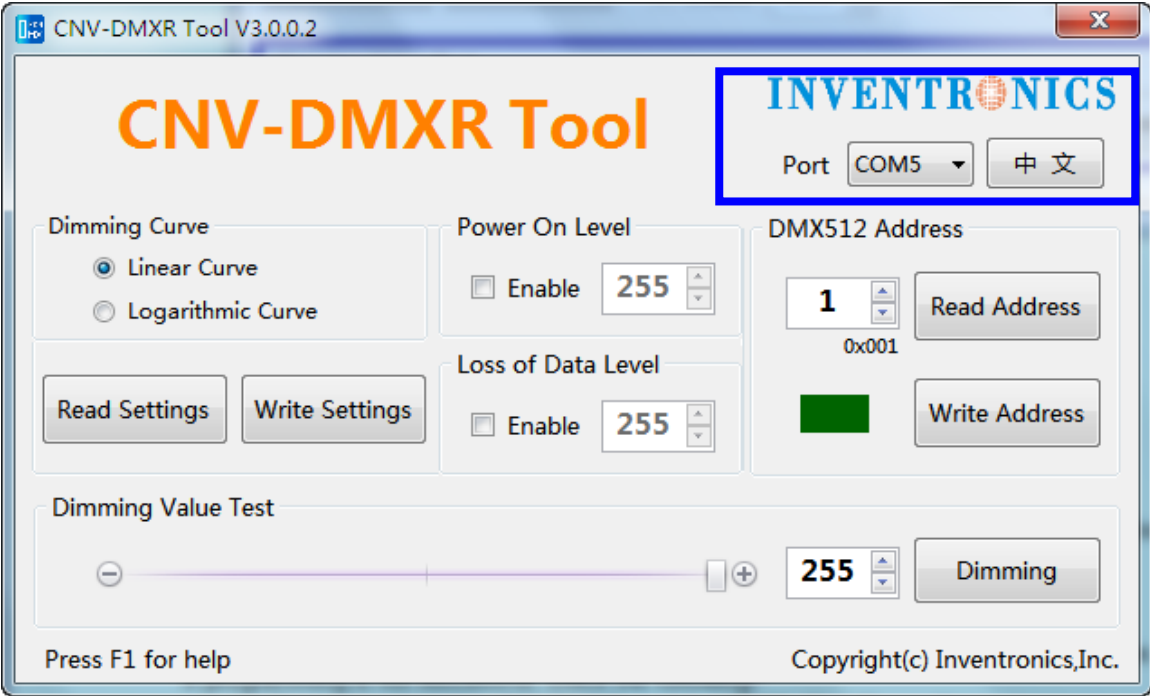 CNV-DMXR Tool V3.0.0.2
CNV-DMXR Tool
INVENTRONICS
Port COM5 中 文
Dimming Curve
Linear Curve
Logarithmic Curve
Read Settings Write Settings
Power On Level
Enable 255
Loss of Data Level
Enable 255
DMX512 Address
1 Read Address
0x001
Write Address
Dimming Value Test
255 Dimming
Press F1 for help
Copyright(c) Inventronics,Inc.